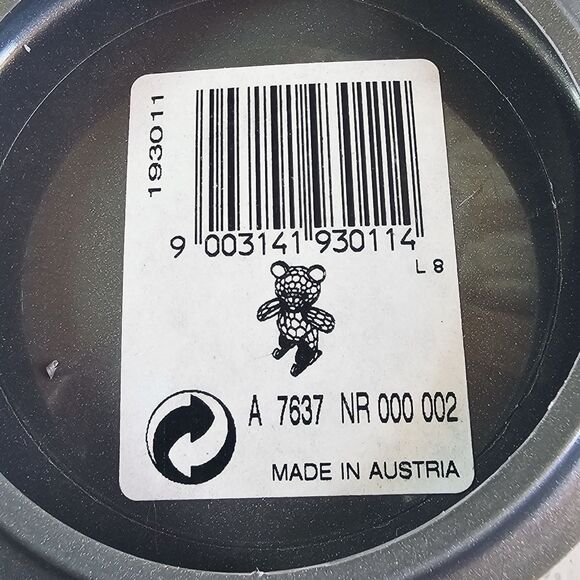 193011
9 003141 930114
L 8
A 7637 NR 000 002
MADE IN AUSTRIA